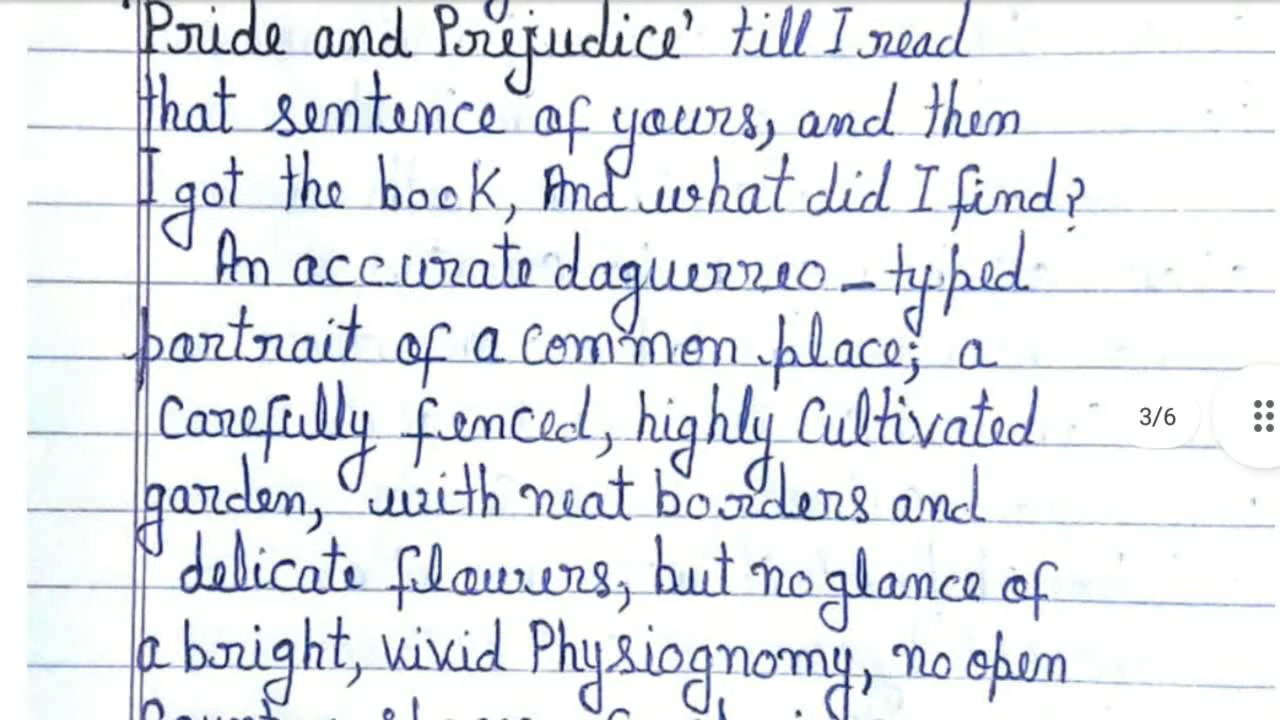 'Pride and Prejudice' till I read
that sentence of yours, and then
I got the book, And what did I find?
An accurate daguerreo-typed
portrait of a common place; a
carefully fenced, highly Cultivated
3/6
garden, with neat boorders and
delicate flowers, but no glance of
a bright, vivid Physiognomy, no open